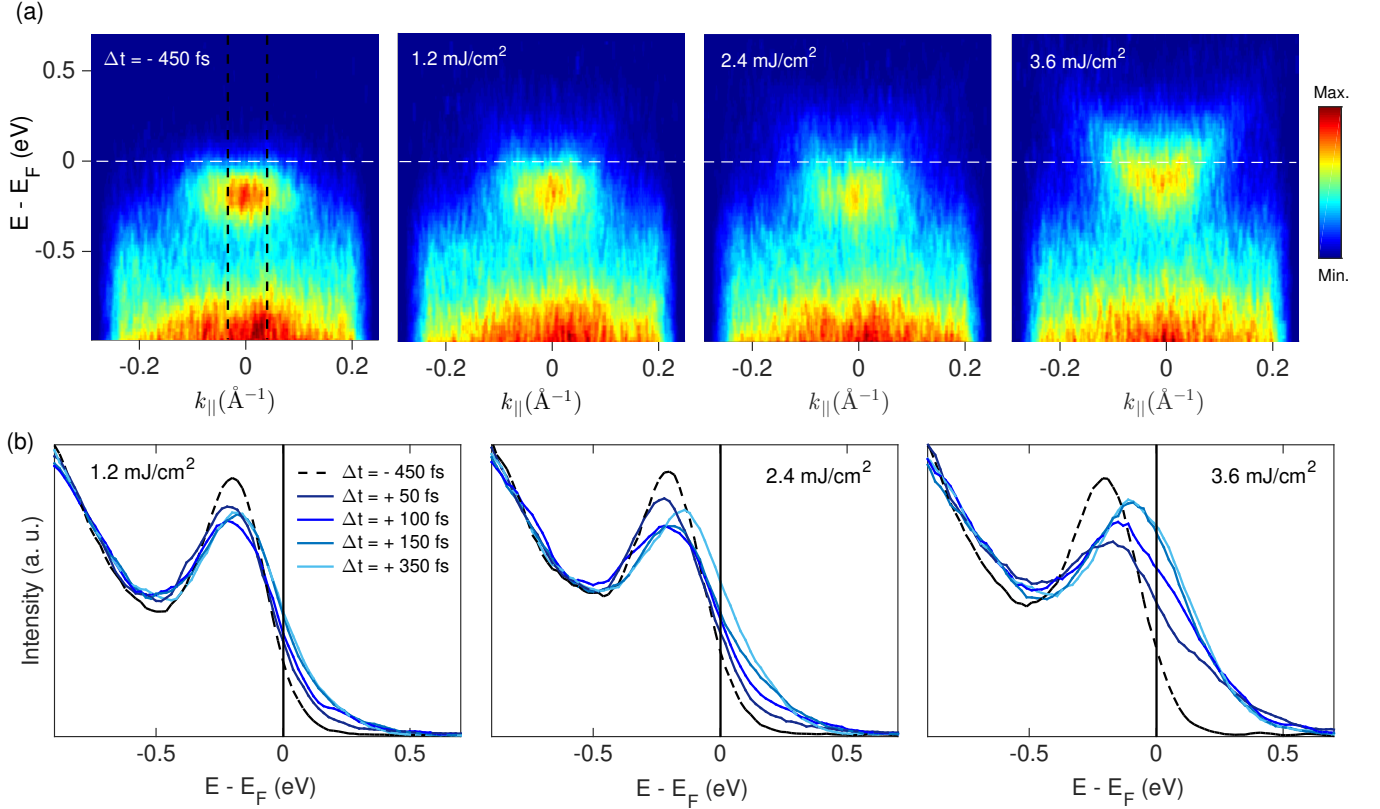 (a)
Δt = - 450 fs
1.2 mJ/cm²
2.4 mJ/cm²
3.6 mJ/cm²
Max.
Min.
E - E_F (eV)
0.5
0
-0.5
-0.2 0 0.2
-0.2 0 0.2
-0.2 0 0.2
-0.2 0 0.2
k_||(Å⁻¹)
k_||(Å⁻¹)
k_||(Å⁻¹)
k_||(Å⁻¹)
(b)
Intensity (a. u.)
1.2 mJ/cm²
Δt = - 450 fs
Δt = + 50 fs
Δt = + 100 fs
Δt = + 150 fs
Δt = + 350 fs
2.4 mJ/cm²
3.6 mJ/cm²
-0.5 0 0.5
-0.5 0 0.5
-0.5 0 0.5
E - E_F (eV)
E - E_F (eV)
E - E_F (eV)